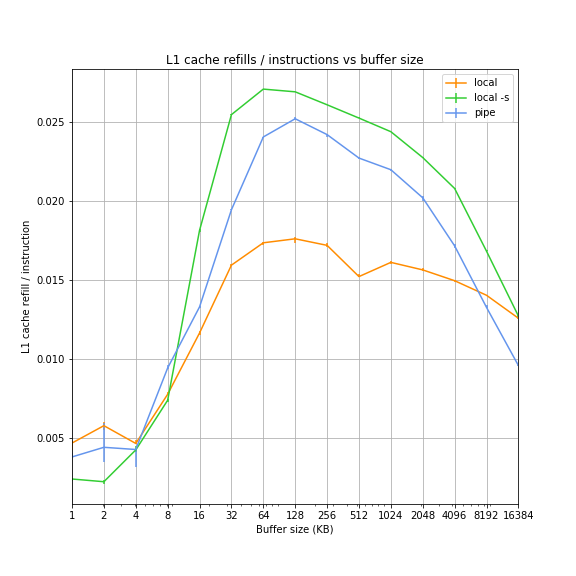 L1 cache refills / instructions vs buffer size
local
local -s
pipe
0.025
0.020
0.015
0.010
0.005
L1 cache refill / instruction
1 2 4 8 16 32 64 128 256 512 1024 2048 4096 8192 16384
Buffer size (KB)